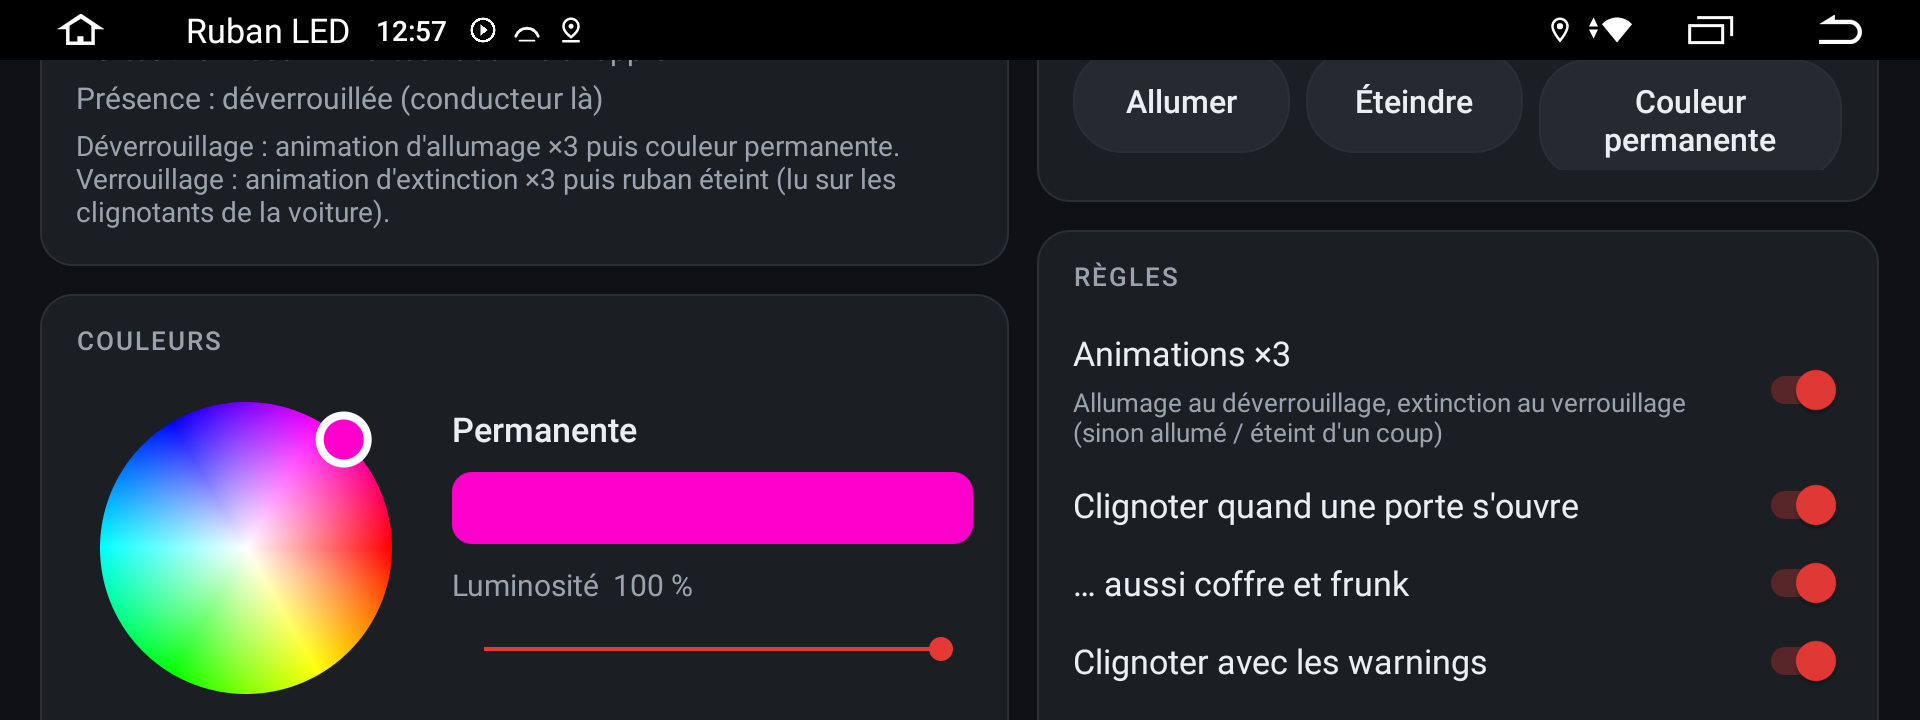 Ruban LED 12:57
Présence : déverrouillée (conducteur là)
Déverrouillage : animation d'allumage ×3 puis couleur permanente.
Verrouillage : animation d'extinction ×3 puis ruban éteint (lu sur les
clignotants de la voiture).
COULEURS
Permanente
Luminosité 100 %
Allumer
Éteindre
Couleur
permanente
RÈGLES
Animations ×3
Allumage au déverrouillage, extinction au verrouillage
(sinon allumé / éteint d'un coup)
Clignoter quand une porte s'ouvre
... aussi coffre et frunk
Clignoter avec les warnings